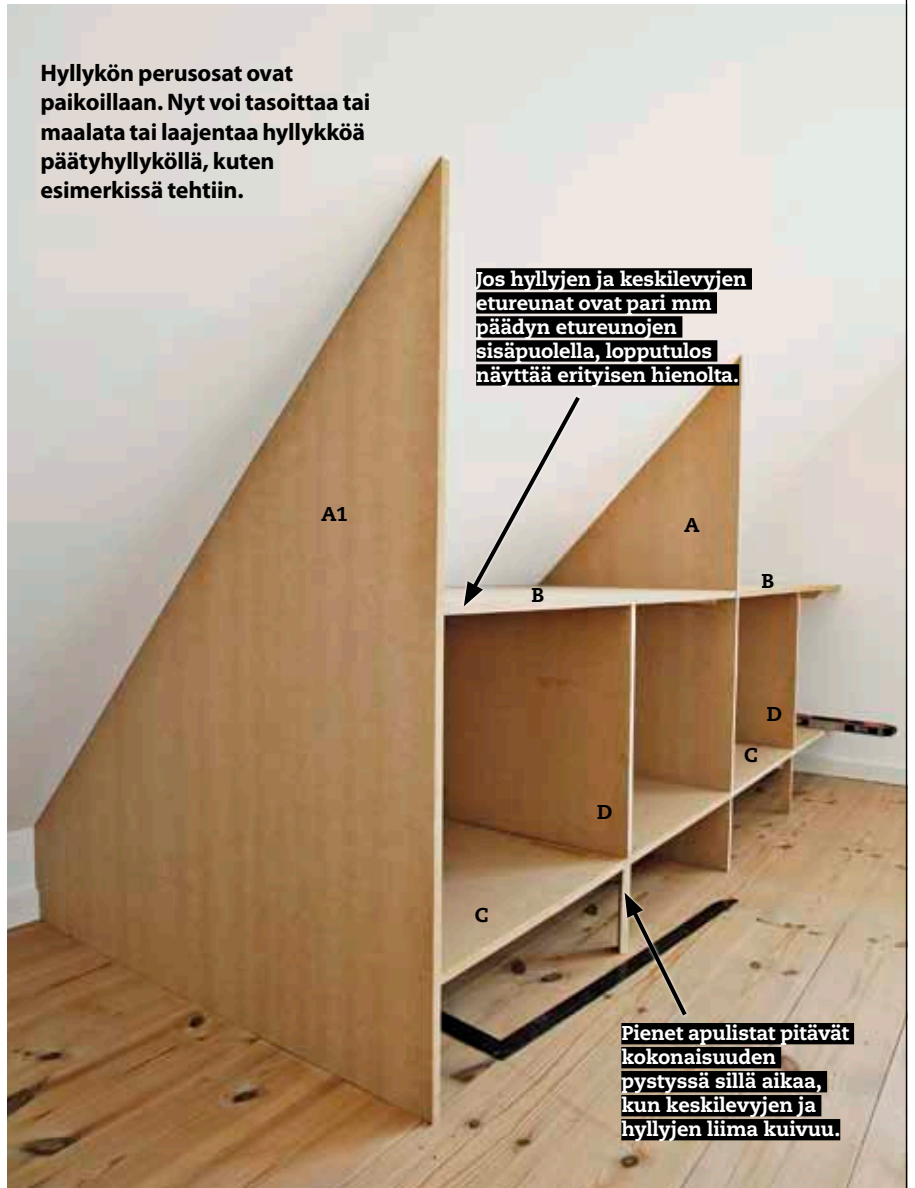 Hyllykön perusosat ovat
paikoillaan. Nyt voi tasoittaa tai
maalata tai laajentaa hyllykköä
päätyhyllyköllä, kuten
esimerkissä tehtiin.
Jos hyllyjen ja keskilevyjen
etureunat ovat pari mm
päädyn etureunojen
sisäpuolella, lopputulos
näyttää erityisen hienolta.
A1
A
B
B
D
C
D
C
Pienet apulistat pitävät
kokonaisuuden
pystyssä sillä aikaa,
kun keskilevyjen ja
hyllyjen liima kuivuu.